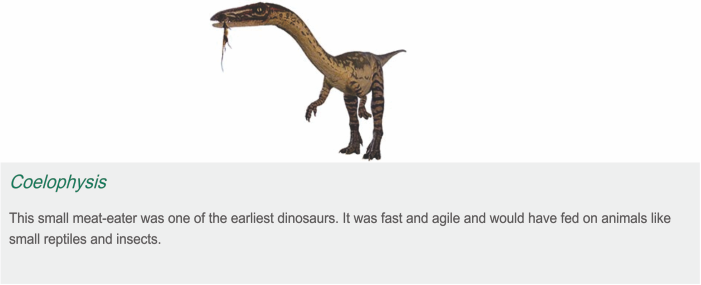 Coelophysis
This small meat-eater was one of the earliest dinosaurs. It was fast and agile and would have fed on animals like
small reptiles and insects.